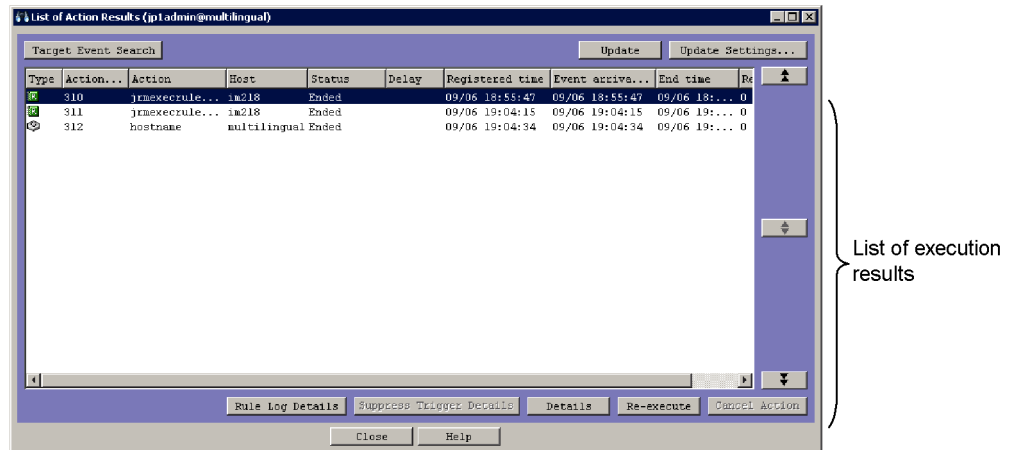 List of Action Results (jp1admin@multilingual)
Target Event Search Update Update Settings...
Type Action... Action Host Status Delay Registered time Event arriva... End time Re
310 jrmexecrule... im218 Ended 09/06 18:55:47 09/06 18:55:47 09/06 18:... 0
311 jrmexecrule... im218 Ended 09/06 19:04:15 09/06 19:04:15 09/06 19:... 0
312 hostname multilingual Ended 09/06 19:04:34 09/06 19:04:34 09/06 19:... 0
List of execution
results
Rule Log Details Suppress Trigger Details Details Re-execute Cancel Action
Close Help